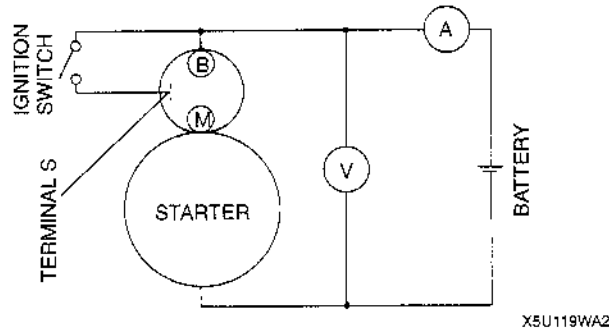 IGNITION
SWITCH
B
M
TERMINAL S
STARTER
V
A
BATTERY
X5U119WA2